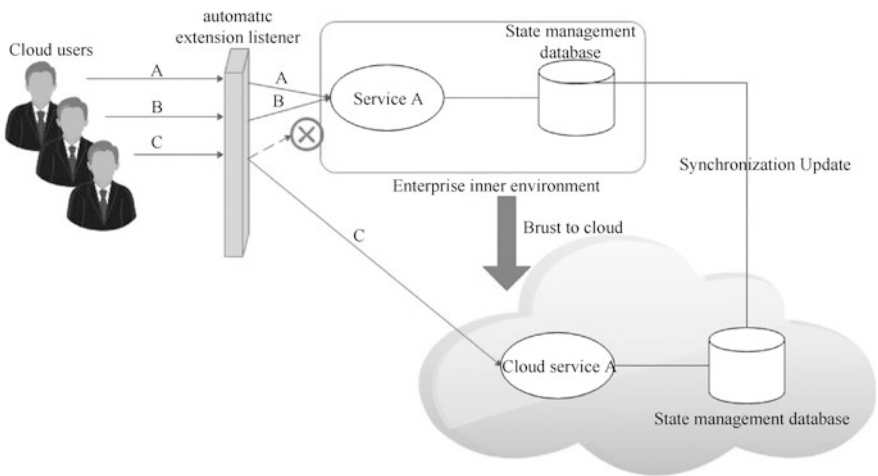 automatic
extension listener
Cloud users
A
B
C
A
B
State management
database
Service A
Synchronization Update
Enterprise inner environment
Brust to cloud
C
Cloud service A
State management database